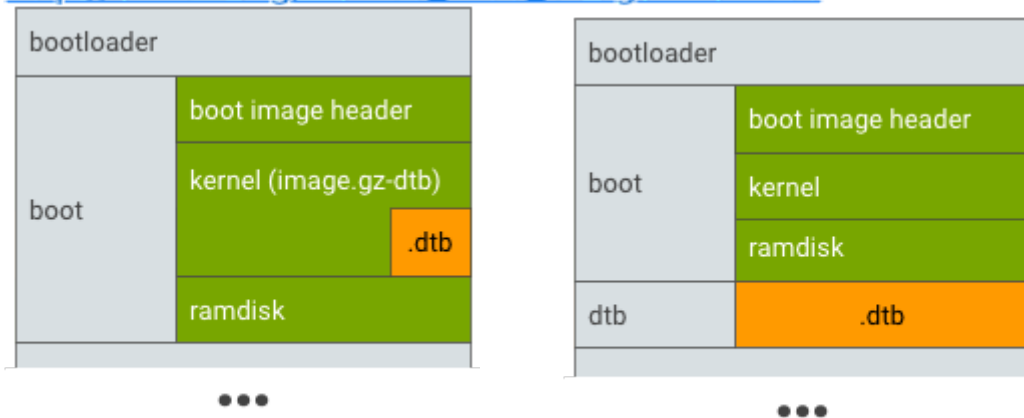 bootloader
boot image header
kernel (image.gz-dtb)
boot
.dtb
ramdisk
•••
bootloader
boot image header
boot
kernel
ramdisk
dtb
.dtb
•••